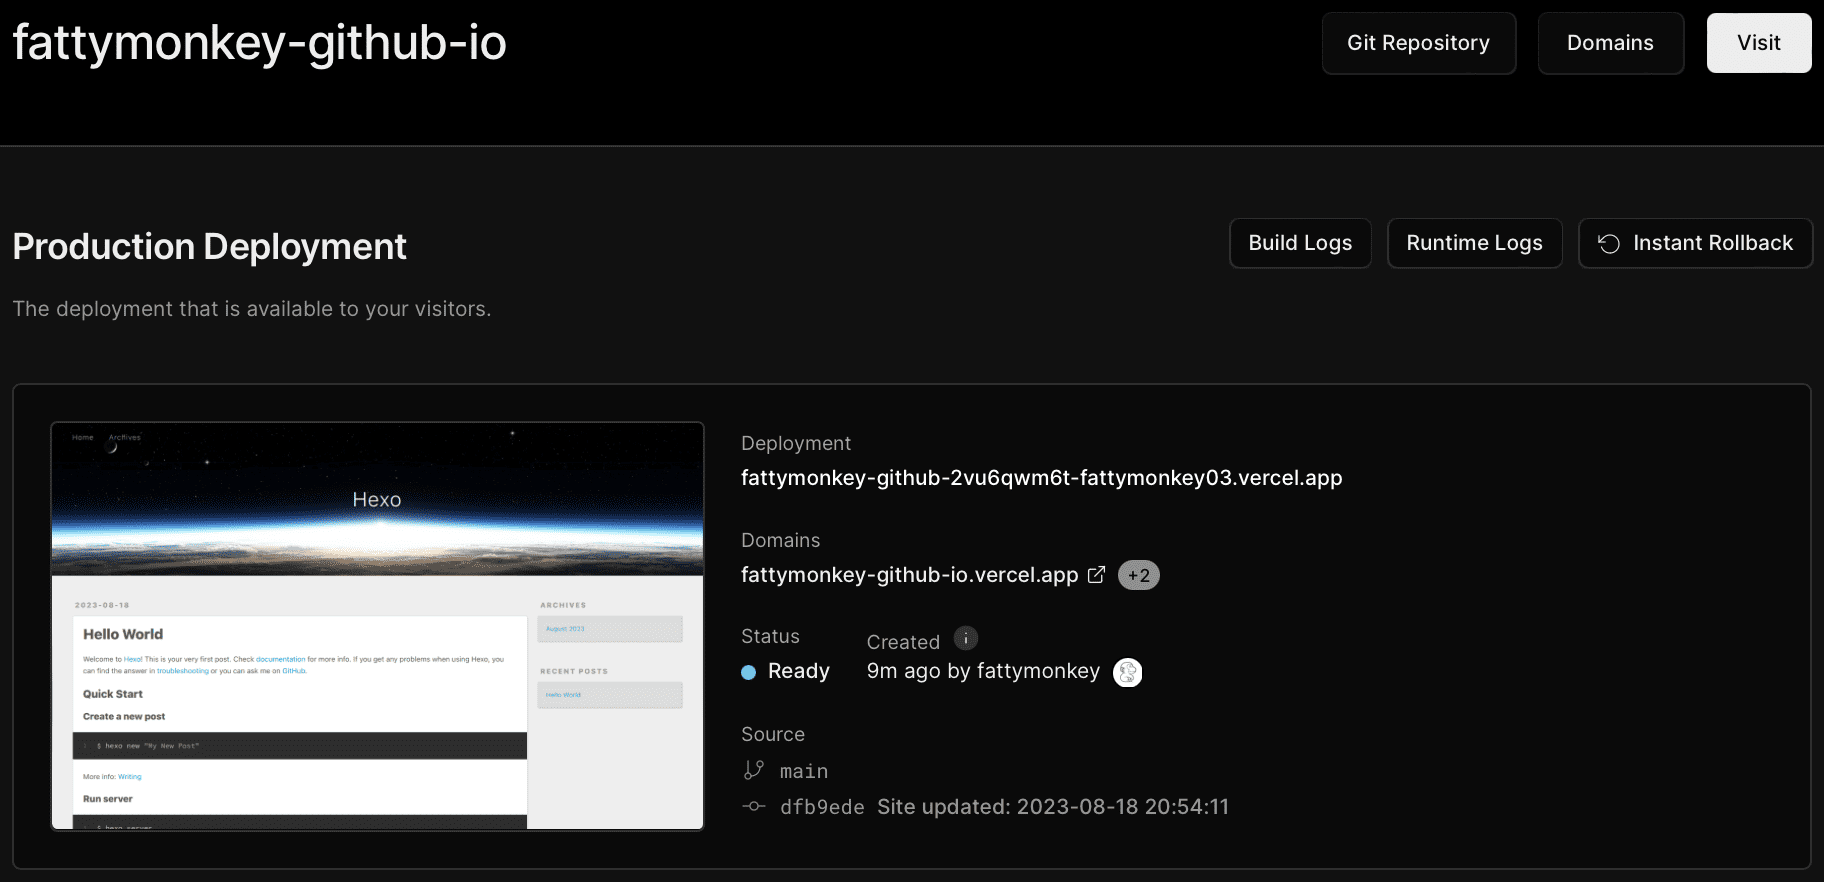 fattymonkey-github-io
Git Repository
Domains
Visit
Production Deployment
Build Logs
Runtime Logs
Instant Rollback
The deployment that is available to your visitors.
Home
Archives
Hexo
2023-08-18
Hello World
Welcome to Hexo! This is your very first post. Check documentation for more info. If you get any problems when using Hexo, you
can find the answer in troubleshooting or you can ask me on GitHub.
Quick Start
Create a new post
1 $ hexo new "My New Post"
More info: Writing
Run server
$ hexo server
ARCHIVES
August 2023
RECENT POSTS
Hello World
Deployment
fattymonkey-github-2vu6qwm6t-fattymonkey03.vercel.app
Domains
fattymonkey-github-io.vercel.app +2
Status
Ready
Created
9m ago by fattymonkey
Source
main
dfb9ede Site updated: 2023-08-18 20:54:11